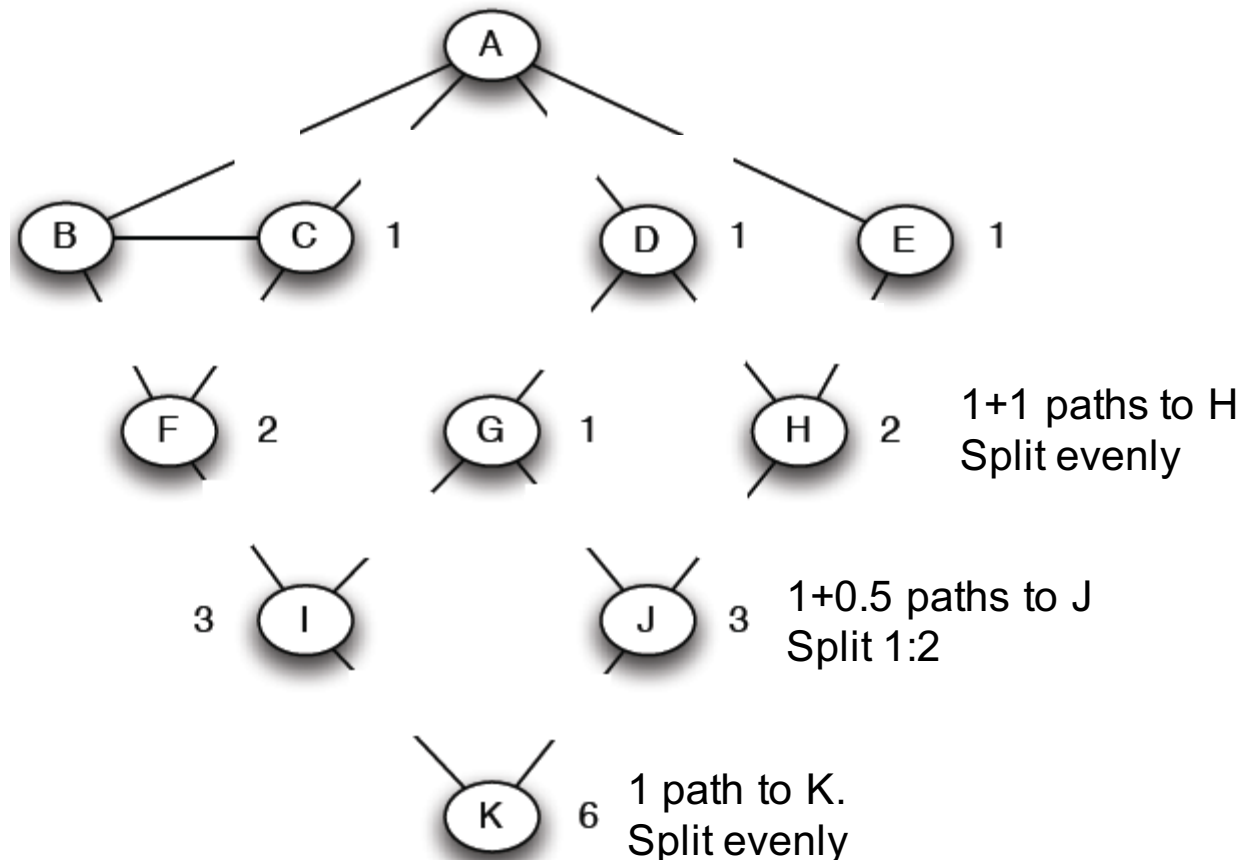 A
B
C 1
D 1
E 1
F 2
G 1
H 2
1+1 paths to H
Split evenly
3 I
J 3
1+0.5 paths to J
Split 1:2
K 6
1 path to K.
Split evenly